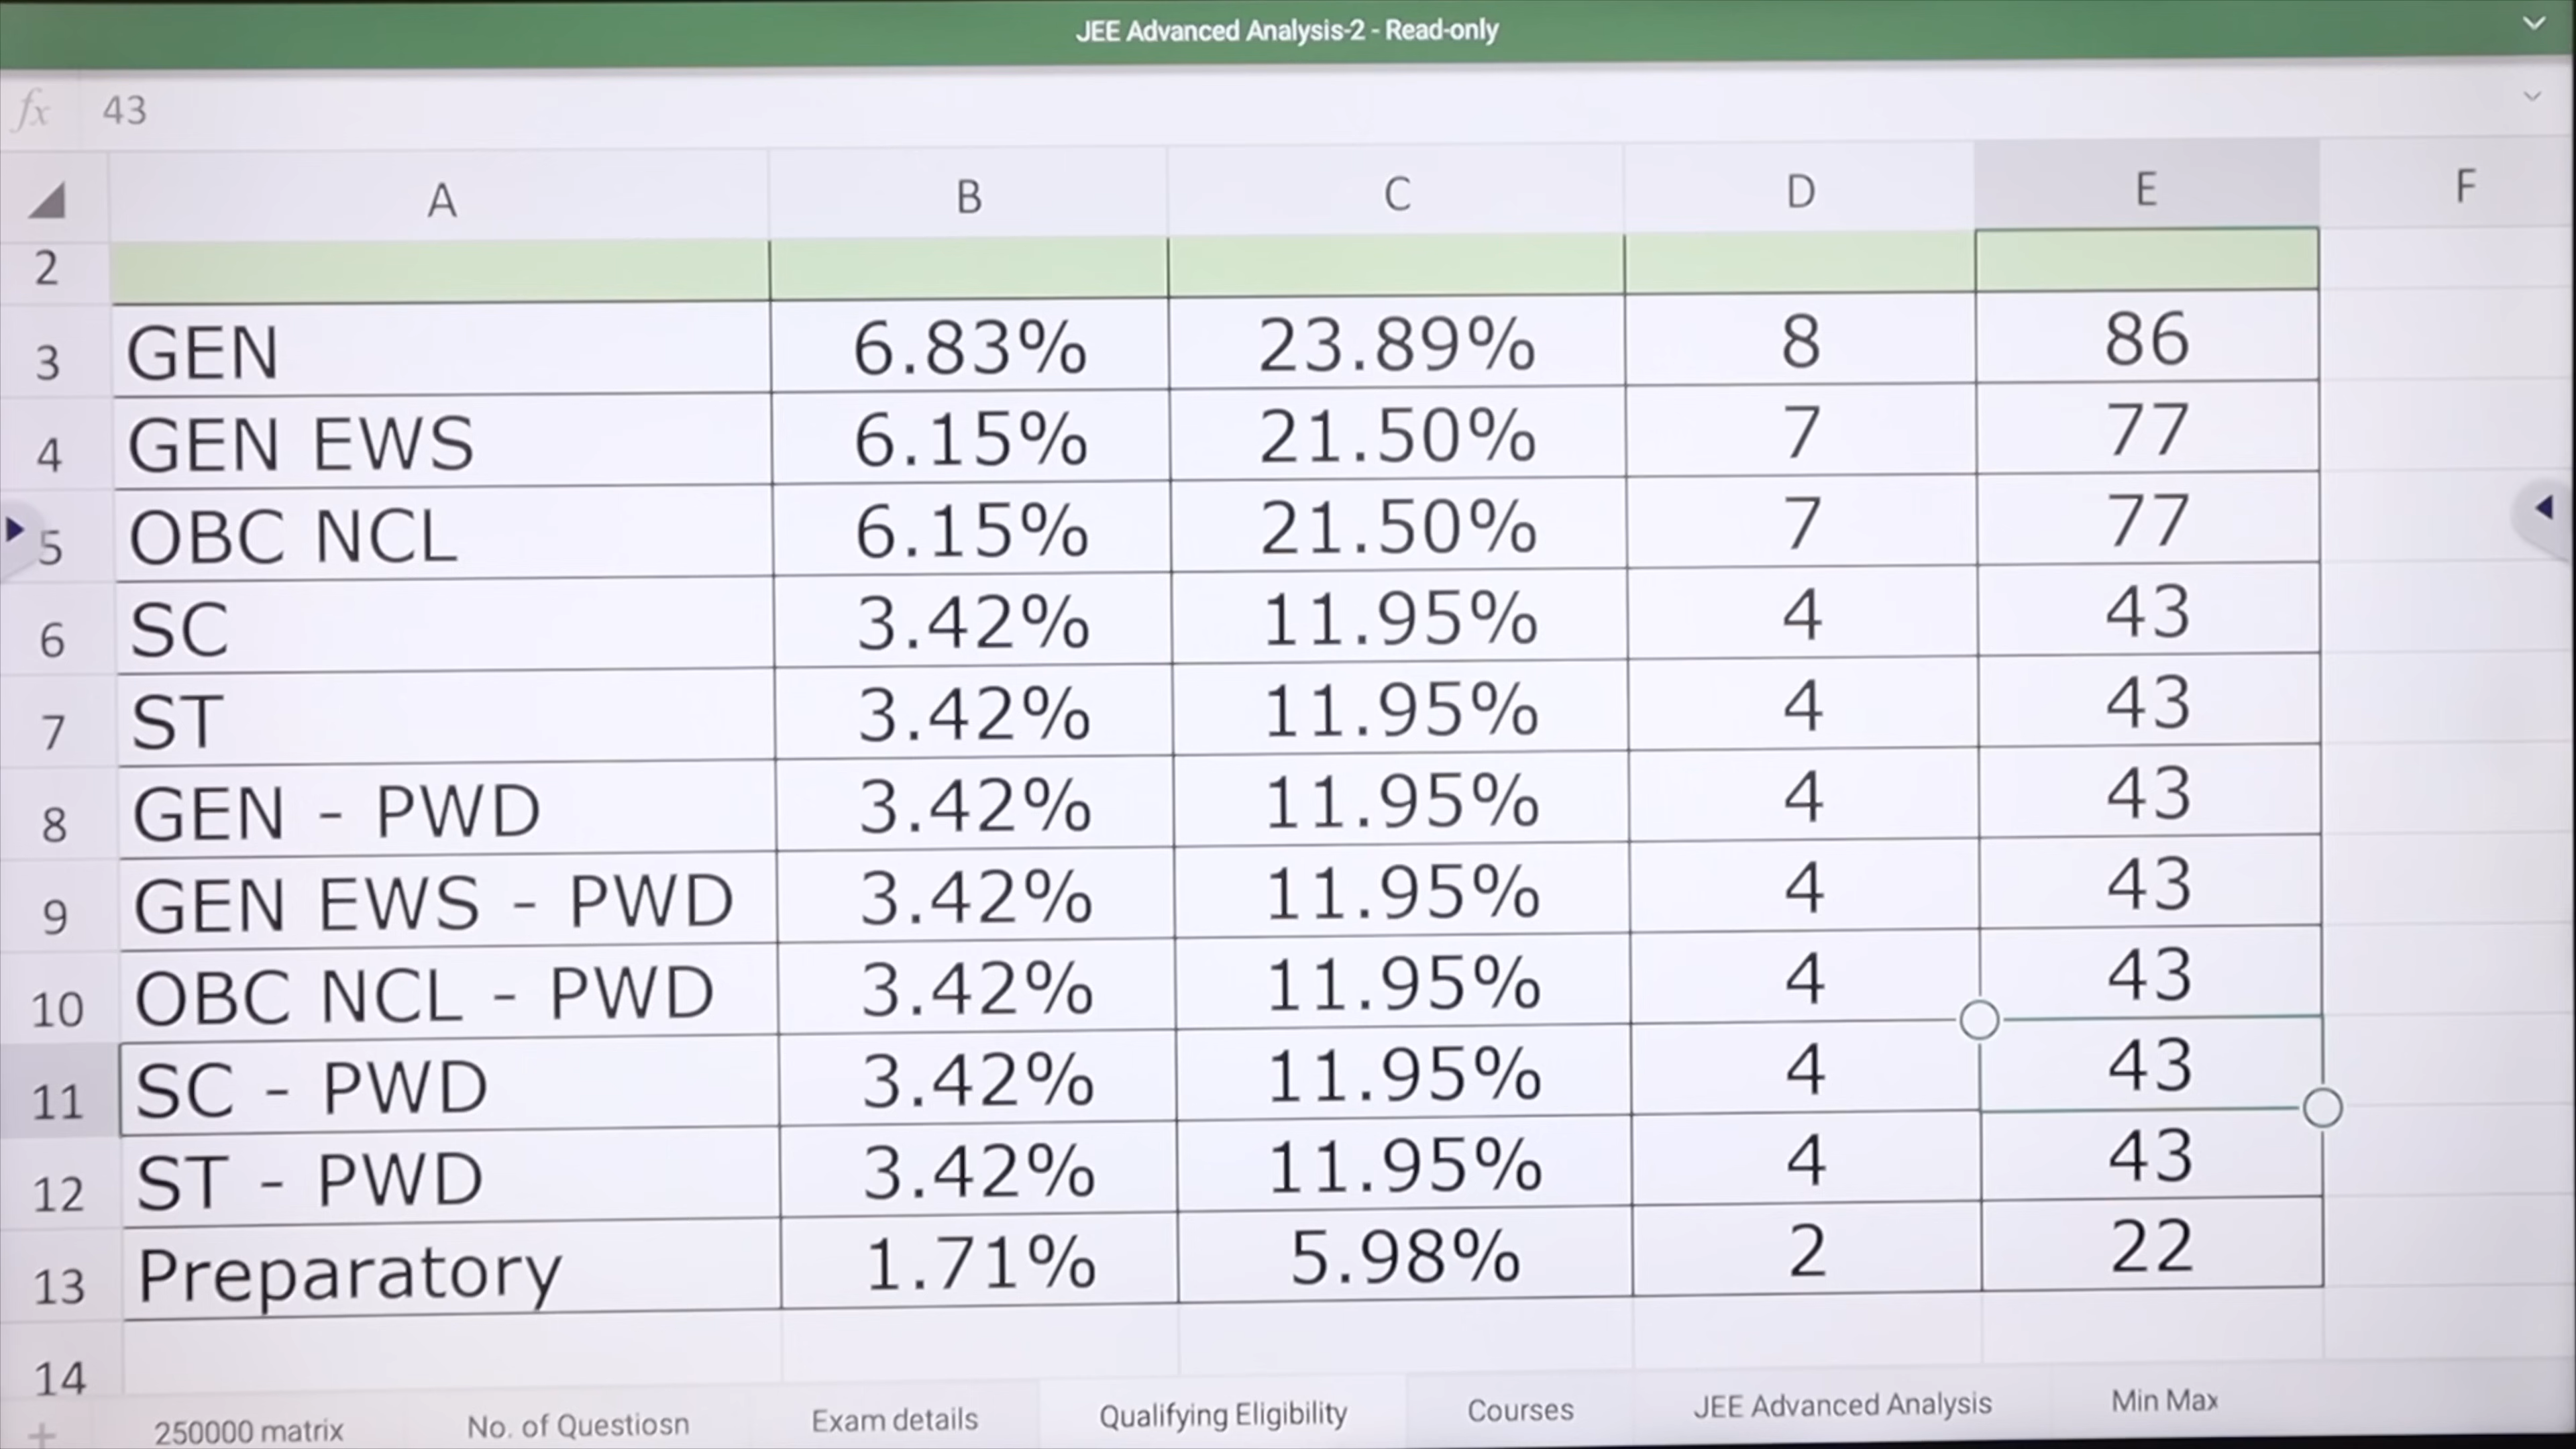 JEE Advanced Analysis-2 - Read-only
fx 43
A B C D E F
2
3 GEN 6.83% 23.89% 8 86
4 GEN EWS 6.15% 21.50% 7 77
5 OBC NCL 6.15% 21.50% 7 77
6 SC 3.42% 11.95% 4 43
7 ST 3.42% 11.95% 4 43
8 GEN - PWD 3.42% 11.95% 4 43
9 GEN EWS - PWD 3.42% 11.95% 4 43
10 OBC NCL - PWD 3.42% 11.95% 4 43
11 SC - PWD 3.42% 11.95% 4 43
12 ST - PWD 3.42% 11.95% 4 43
13 Preparatory 1.71% 5.98% 2 22
14
+ 250000 matrix No. of Questiosn Exam details Qualifying Eligibility Courses JEE Advanced Analysis Min Max